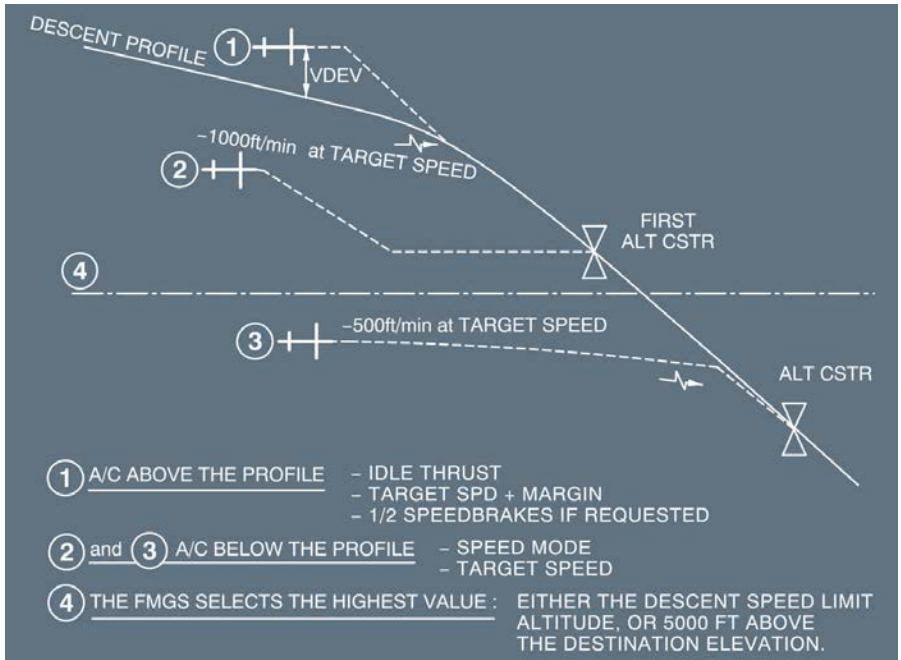 DESCENT PROFILE
1
VDEV
−1000ft/min at TARGET SPEED
2
FIRST
ALT CSTR
4
−500ft/min at TARGET SPEED
3
ALT CSTR
1 A/C ABOVE THE PROFILE – IDLE THRUST
– TARGET SPD + MARGIN
– 1/2 SPEEDBRAKES IF REQUESTED
2 and 3 A/C BELOW THE PROFILE – SPEED MODE
– TARGET SPEED
4 THE FMGS SELECTS THE HIGHEST VALUE : EITHER THE DESCENT SPEED LIMIT
ALTITUDE, OR 5000 FT ABOVE
THE DESTINATION ELEVATION.